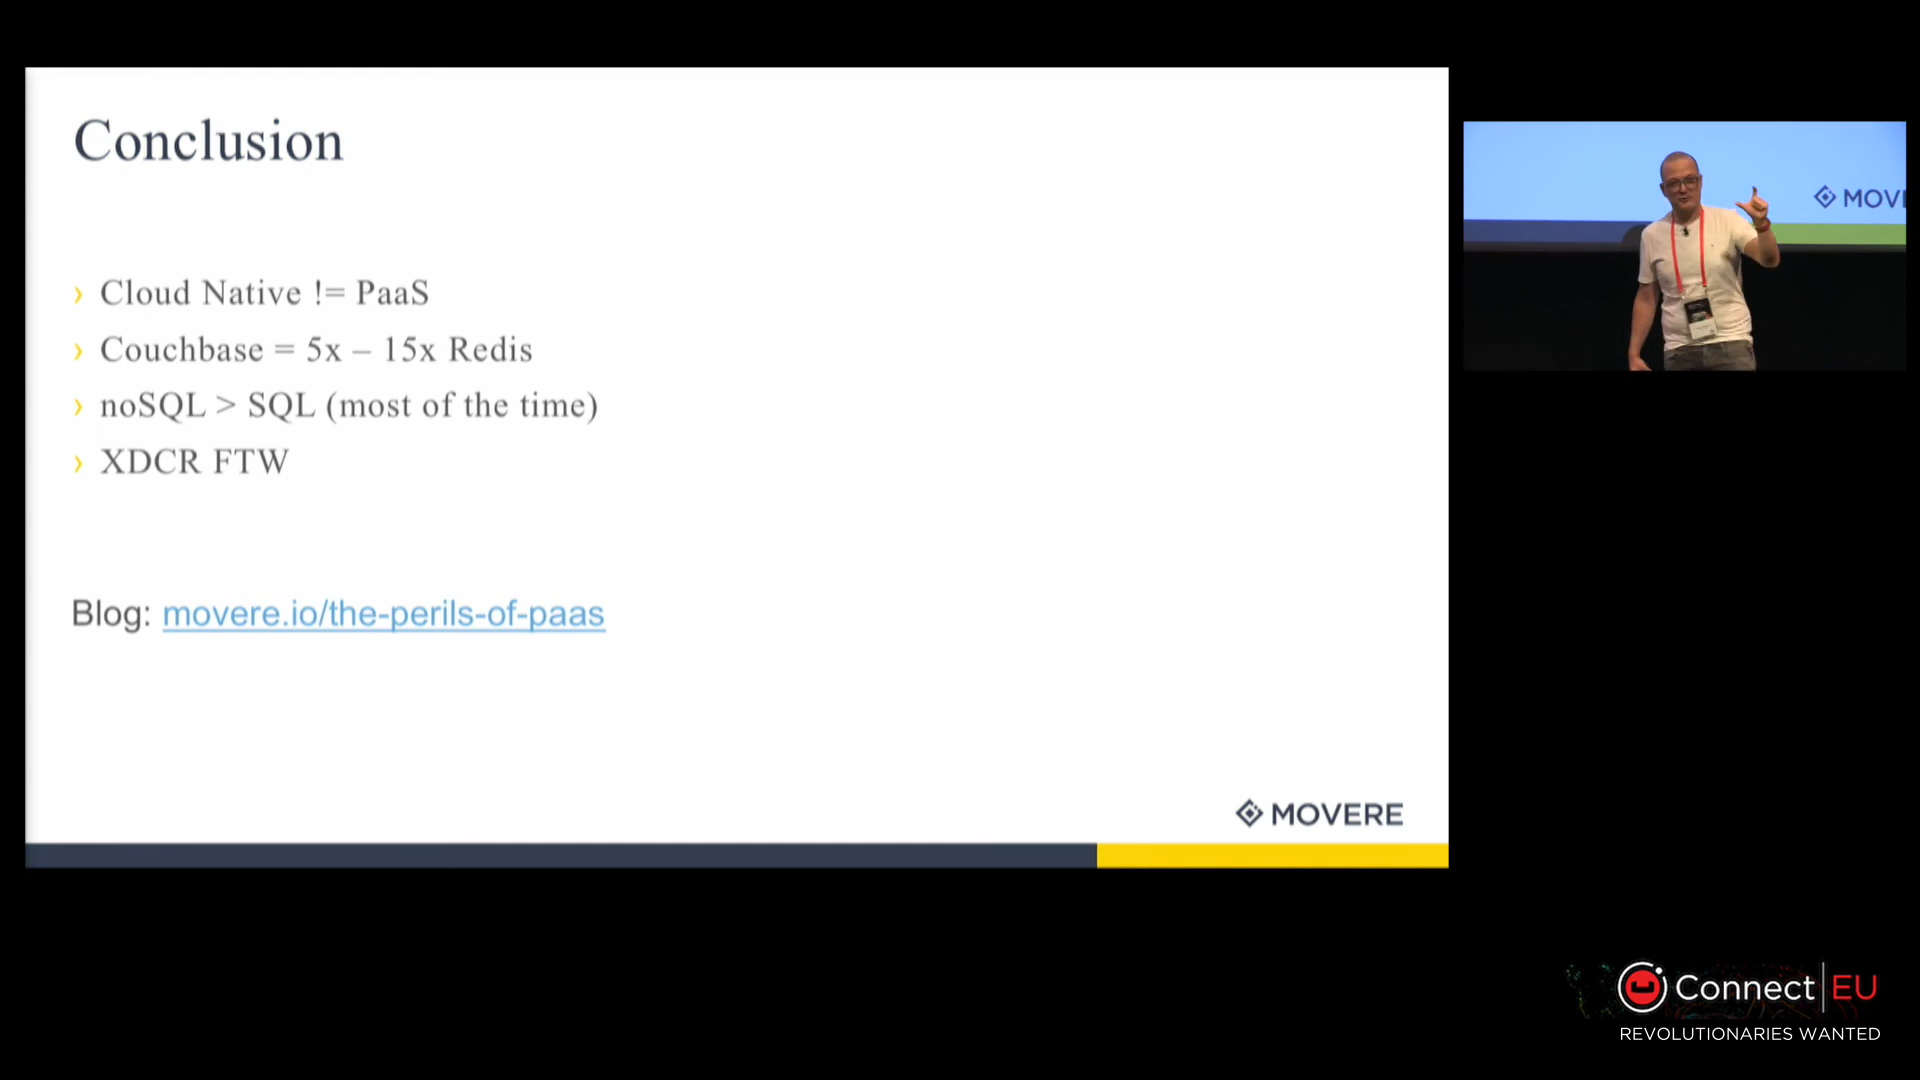 Conclusion
› Cloud Native != PaaS
› Couchbase = 5x – 15x Redis
› noSQL > SQL (most of the time)
› XDCR FTW
Blog: movere.io/the-perils-of-paas
MOVERE
MOV
Connect EU
REVOLUTIONARIES WANTED